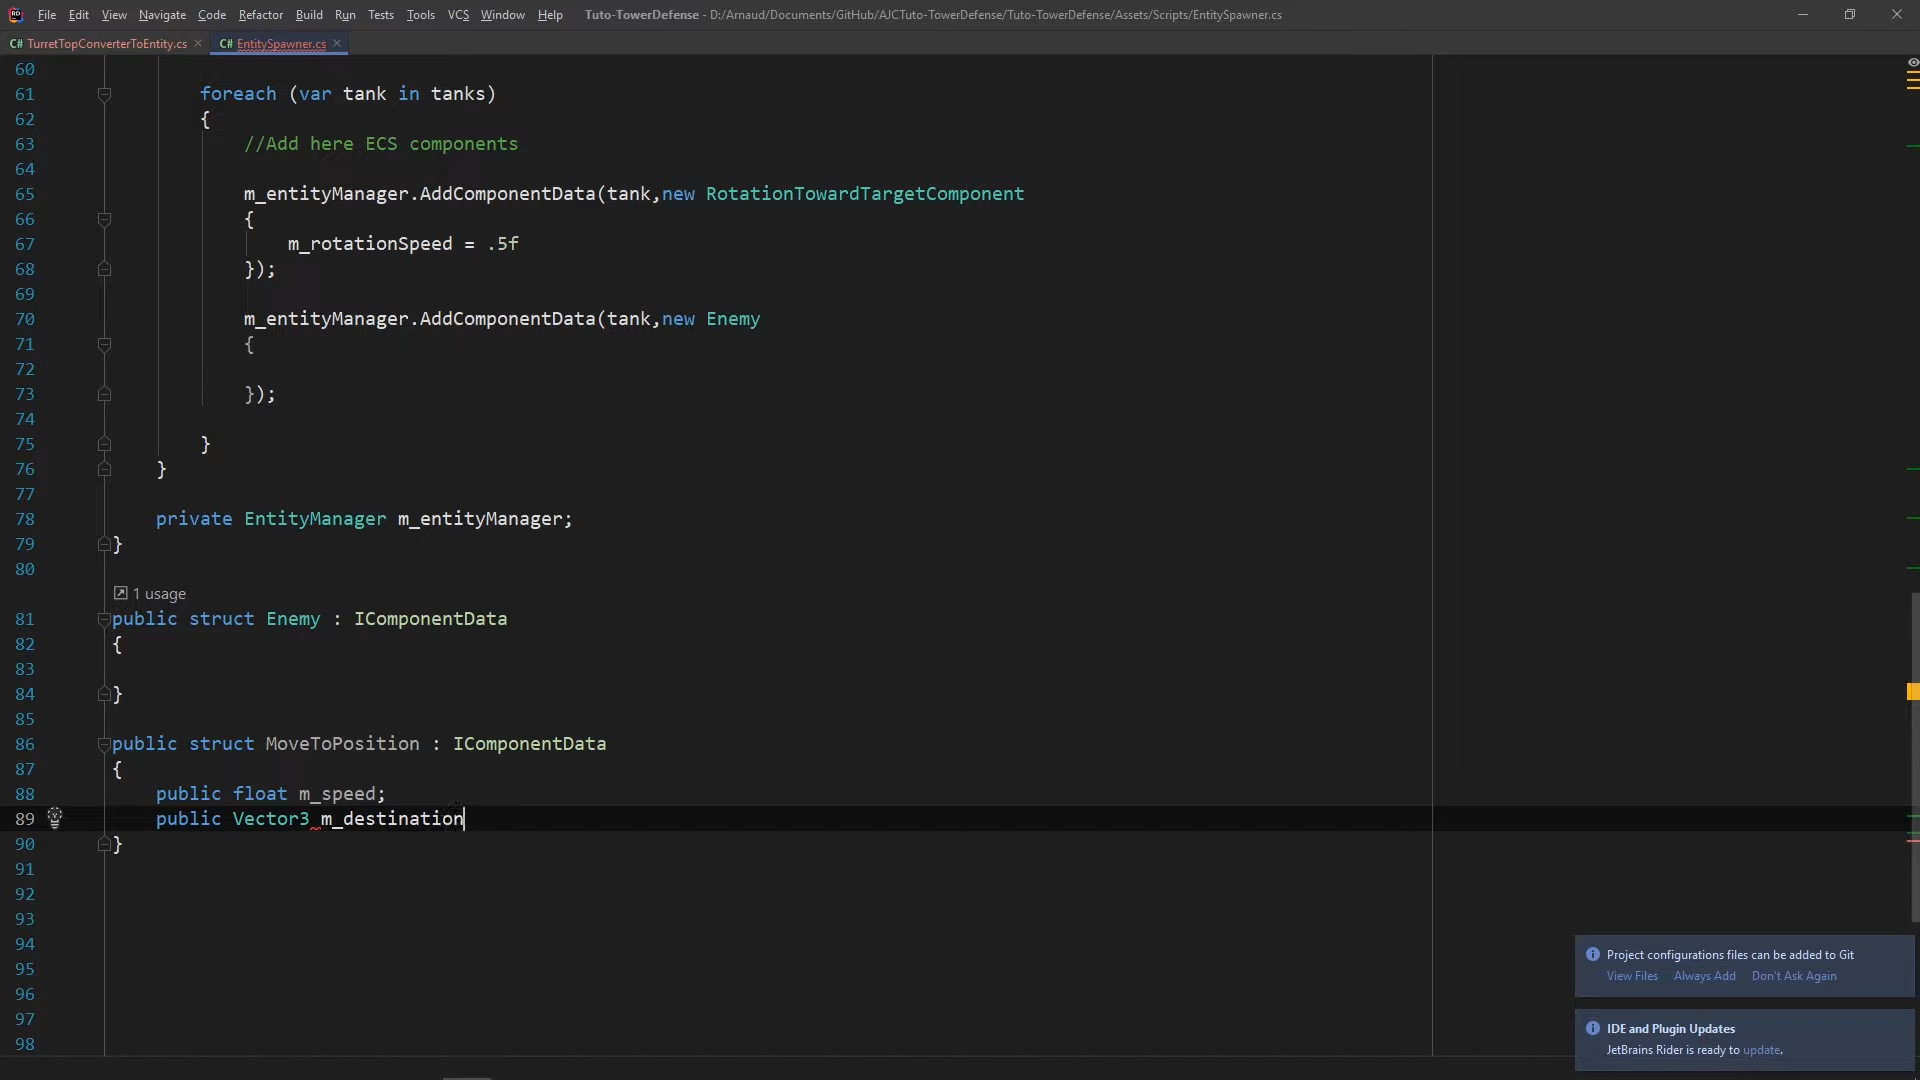 File Edit View Navigate Code Refactor Build Run Tests Tools VCS Window Help Tuto-TowerDefense - D:/Arnaud/Documents/GitHub/AJCTuto-TowerDefense/Tuto-TowerDefense/Assets/Scripts/EntitySpawner.cs
C# TurretTopConverterToEntity.cs C# EntitySpawner.cs
60
61 foreach (var tank in tanks)
62 {
63 //Add here ECS components
64
65 m_entityManager.AddComponentData(tank,new RotationTowardTargetComponent
66 {
67 m_rotationSpeed = .5f
68 });
69
70 m_entityManager.AddComponentData(tank,new Enemy
71 {
72
73 });
74
75 }
76 }
77
78 private EntityManager m_entityManager;
79 }
80
1 usage
81 public struct Enemy : IComponentData
82 {
83
84 }
85
86 public struct MoveToPosition : IComponentData
87 {
88 public float m_speed;
89 public Vector3 m_destination
90 }
91
92
93
94
95
96
97
98
Project configurations files can be added to Git
View Files Always Add Don't Ask Again
IDE and Plugin Updates
JetBrains Rider is ready to update.